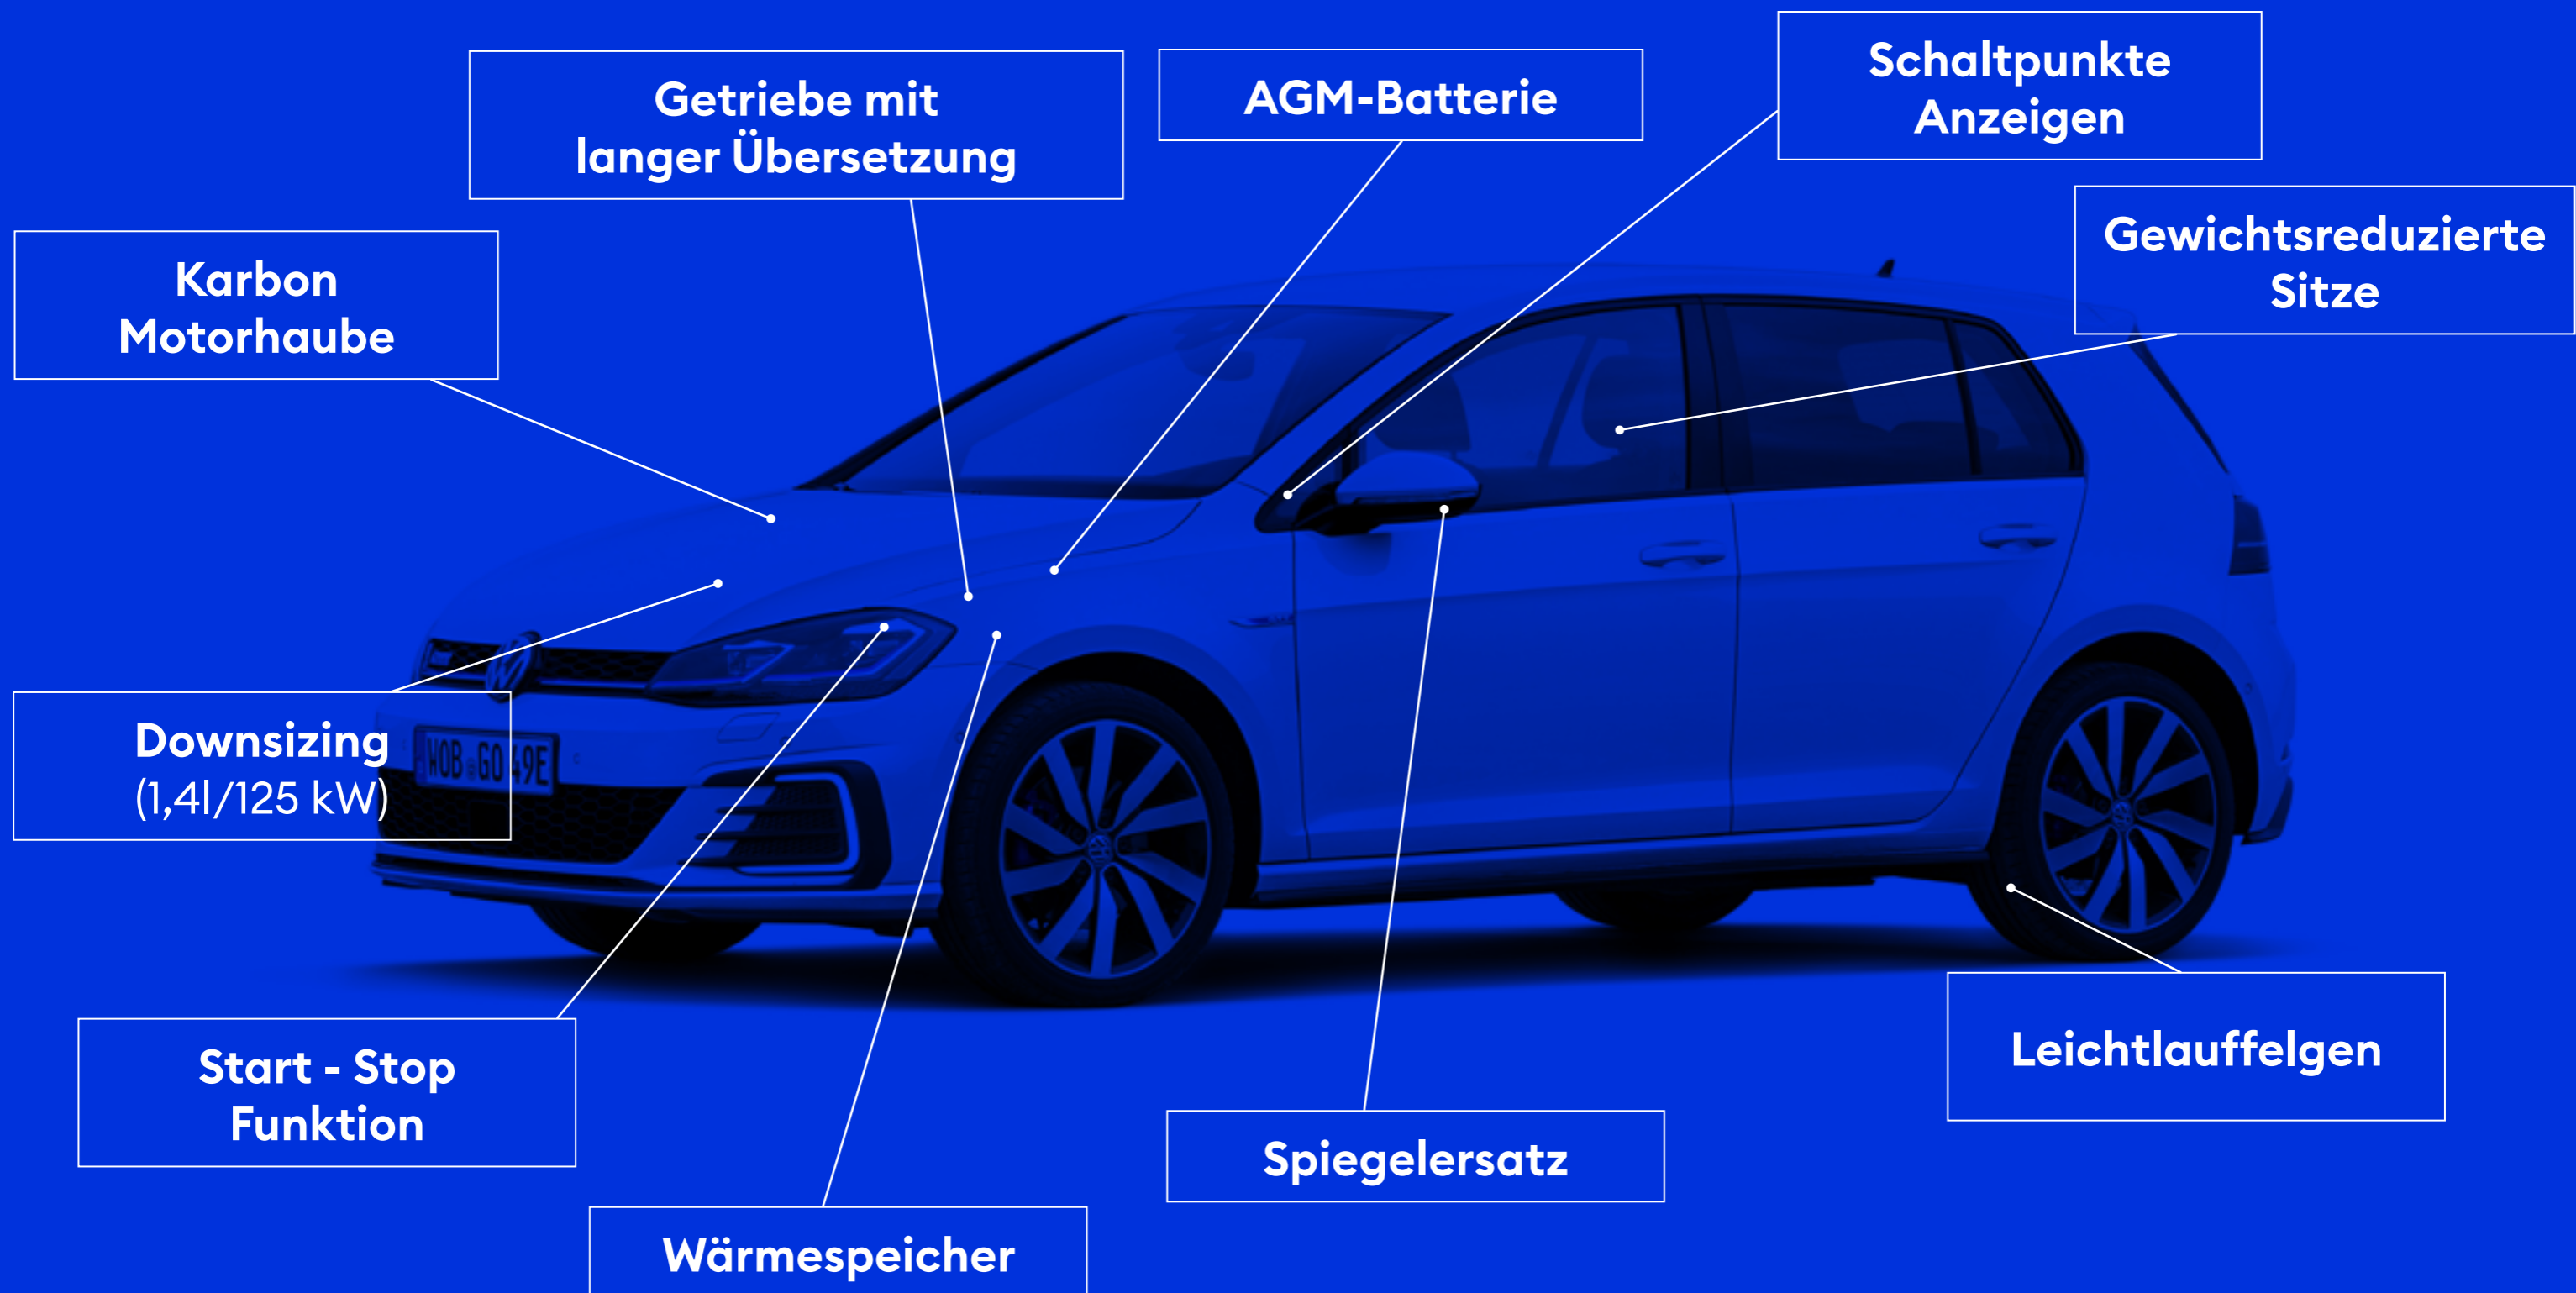 Schaltpunkte
Anzeigen
Getriebe mit
langer Übersetzung
AGM-Batterie
Gewichtsreduzierte
Sitze
Karbon
Motorhaube
Downsizing
(1,4l/125 kW)
WOB GO 49E
Start - Stop
Funktion
Leichtlauffelgen
Spiegelersatz
Wärmespeicher